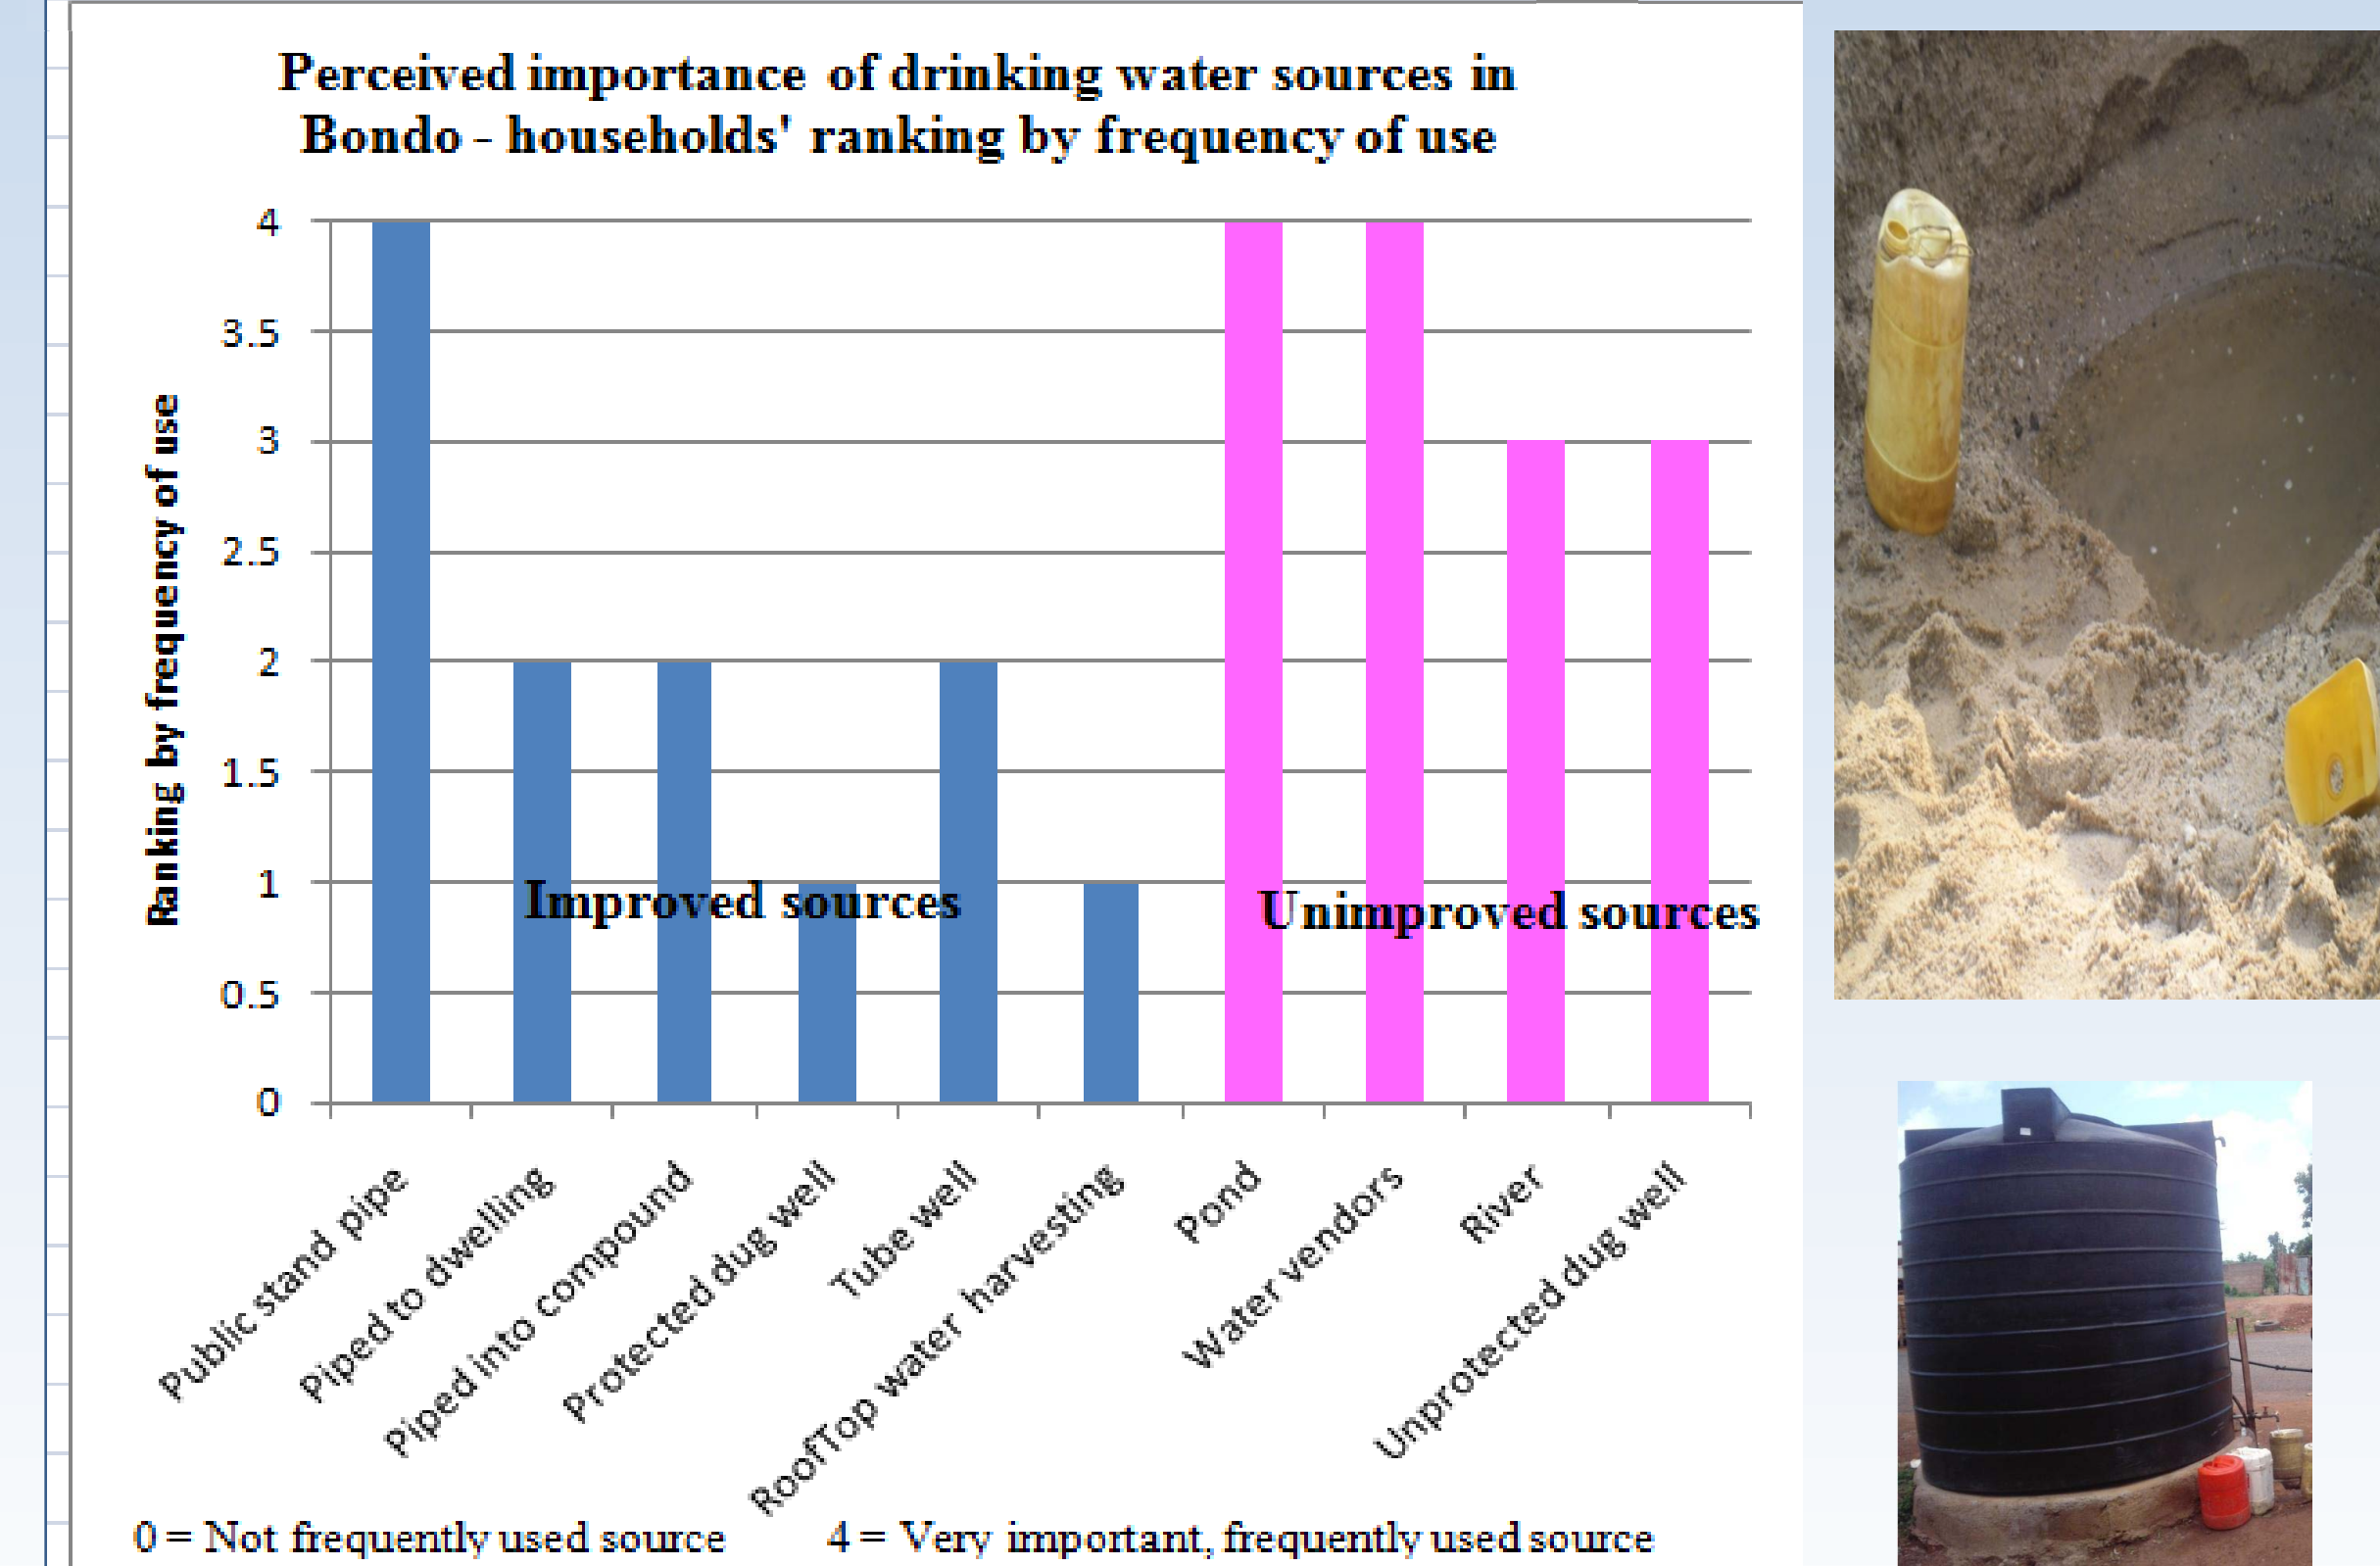 Perceived importance of drinking water sources in
Bondo - households' ranking by frequency of use
Ranking by frequency of use
4
3.5
3
2.5
2
1.5
1
0.5
0
Improved sources
Unimproved sources
Public stand pipe
Piped to dwelling
Piped into compound
Protected dug well
Tube well
RoofTop water harvesting
Pond
Water vendors
River
Unprotected dug well
0 = Not frequently used source
4 = Very important, frequently used source